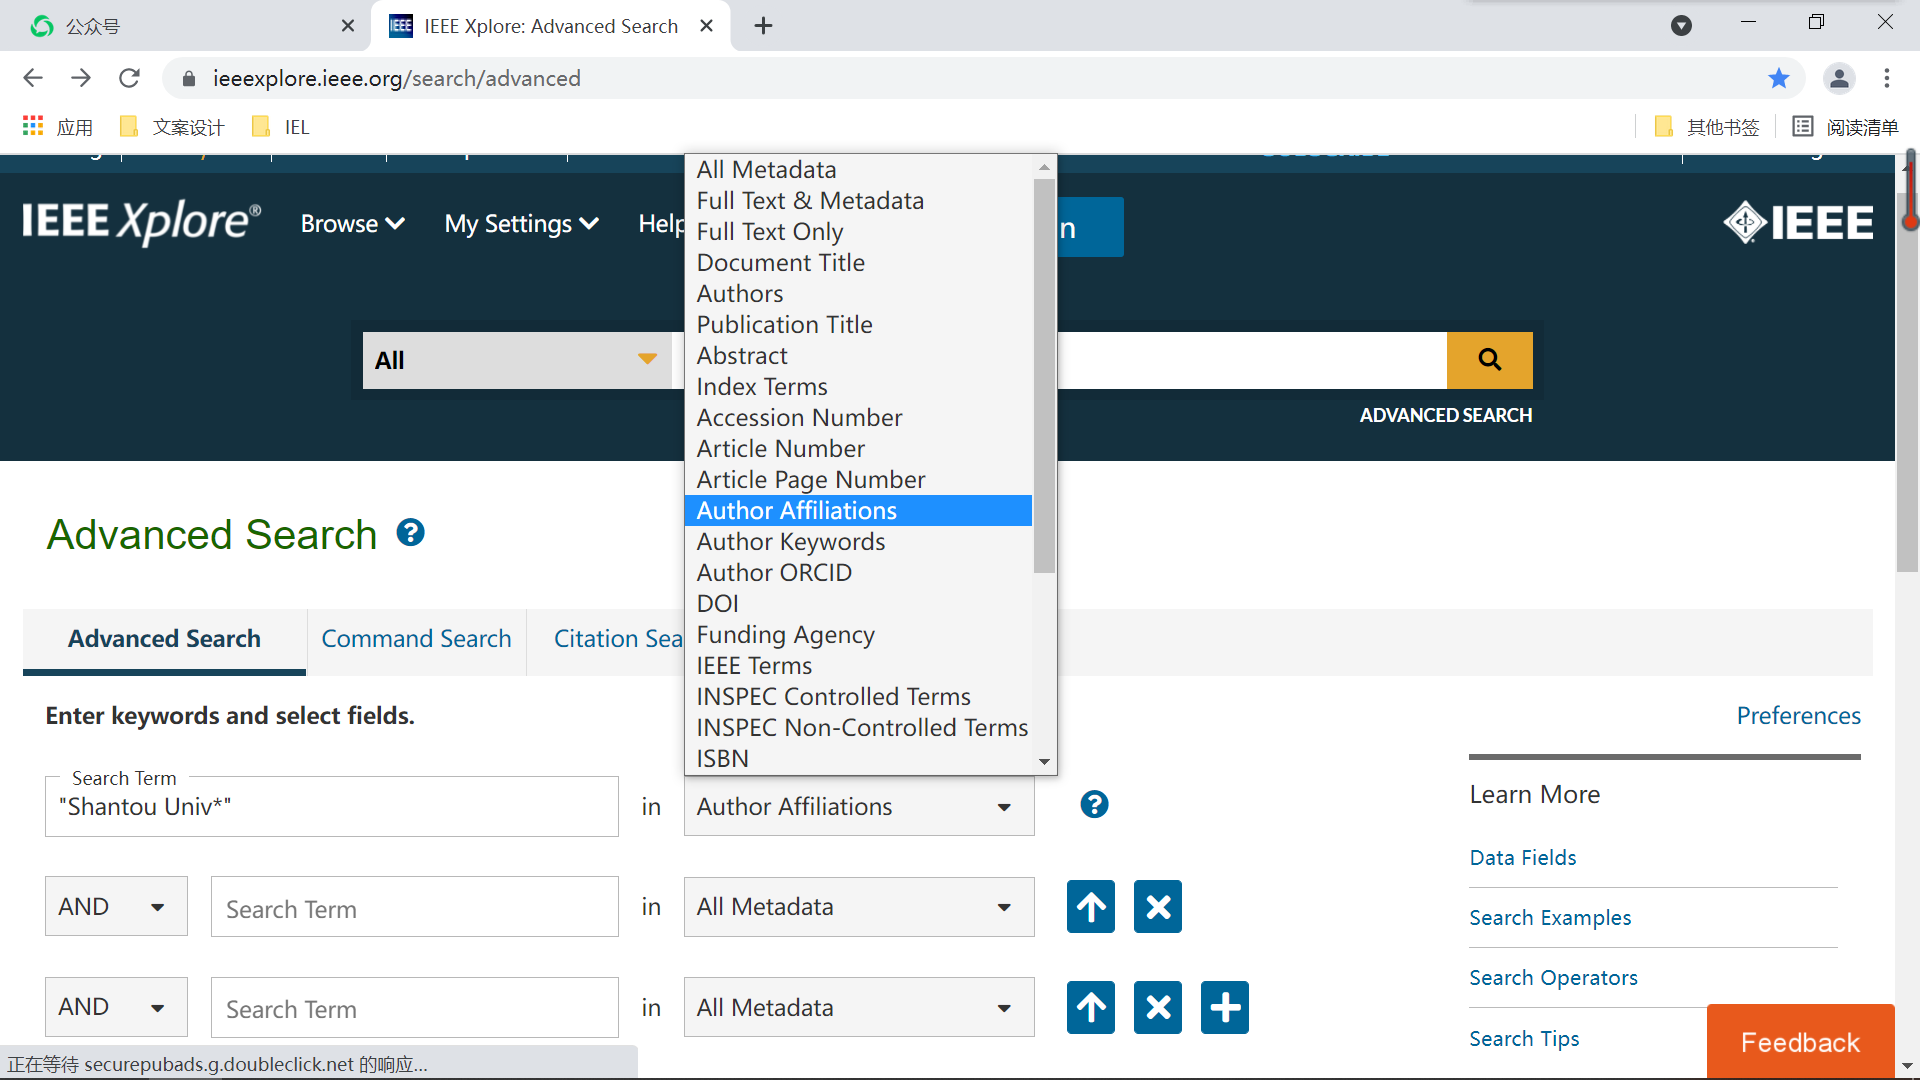 公众号
IEEE Xplore: Advanced Search
ieeexplore.ieee.org/search/advanced
应用
文案设计
IEL
其他书签
阅读清单
IEEE Xplore®
Browse
My Settings
Help
n
IEEE
All
ADVANCED SEARCH
All Metadata
Full Text & Metadata
Full Text Only
Document Title
Authors
Publication Title
Abstract
Index Terms
Accession Number
Article Number
Article Page Number
Author Affiliations
Author Keywords
Author ORCID
DOI
Funding Agency
IEEE Terms
INSPEC Controlled Terms
INSPEC Non-Controlled Terms
ISBN
Advanced Search ?
Advanced Search
Command Search
Citation Sea
Enter keywords and select fields.
Preferences
Search Term
"Shantou Univ*"
in
Author Affiliations
?
AND
Search Term
in
All Metadata
AND
Search Term
in
All Metadata
Learn More
Data Fields
Search Examples
Search Operators
Search Tips
Feedback
正在等待 securepubads.g.doubleclick.net 的响应...